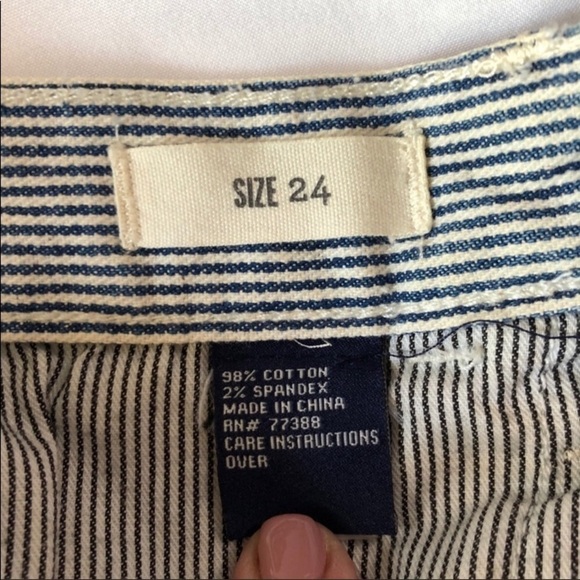 SIZE 24
98% COTTON
2% SPANDEX
MADE IN CHINA
RN# 77388
CARE INSTRUCTIONS
OVER